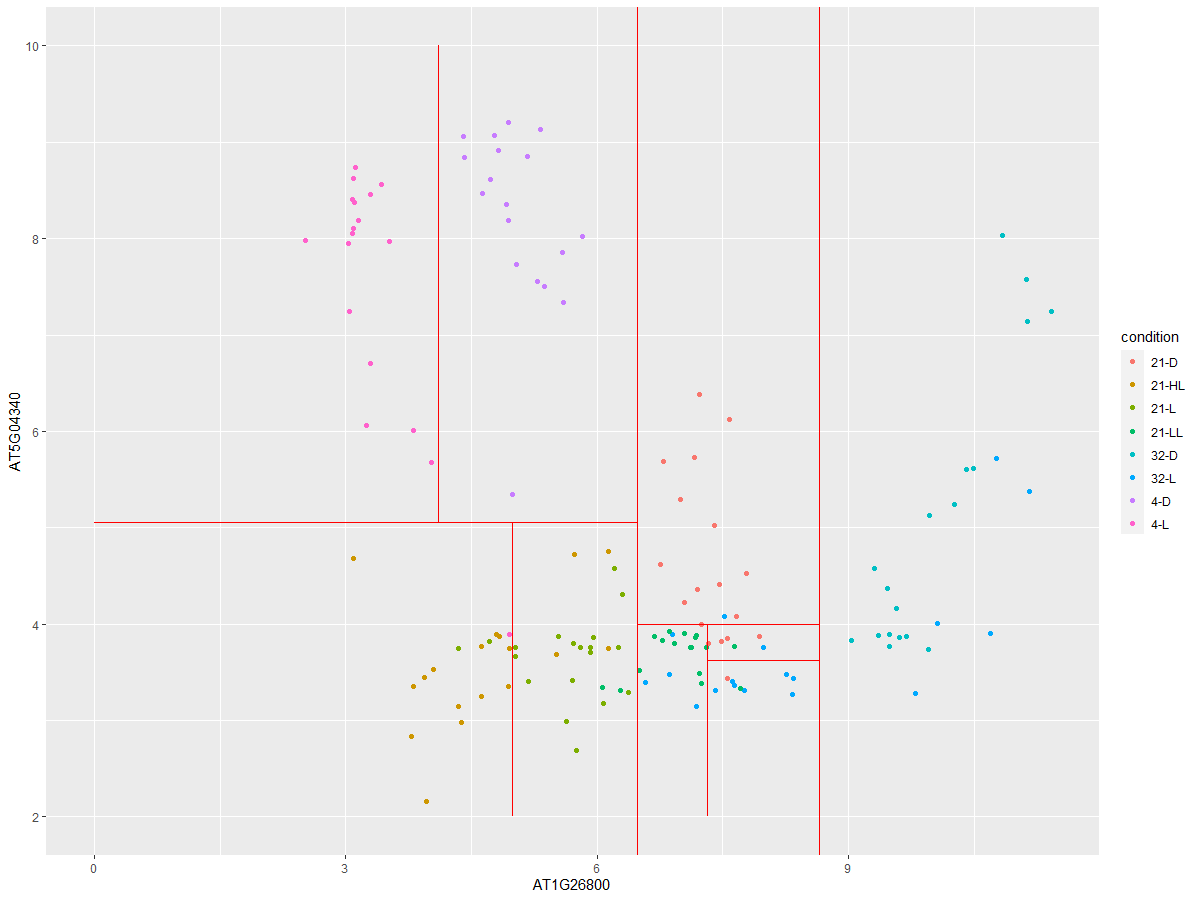 10
8
6
4
2
AT5G04340
0 3 6 9
AT1G26800
condition
21-D
21-HL
21-L
21-LL
32-D
32-L
4-D
4-L